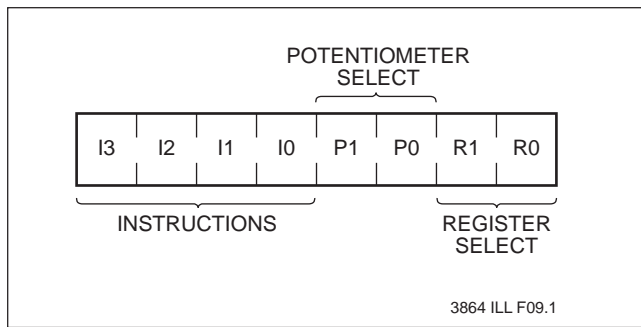 POTENTIOMETER
SELECT
I3 I2 I1 I0 P1 P0 R1 R0
INSTRUCTIONS
REGISTER
SELECT
3864 ILL F09.1